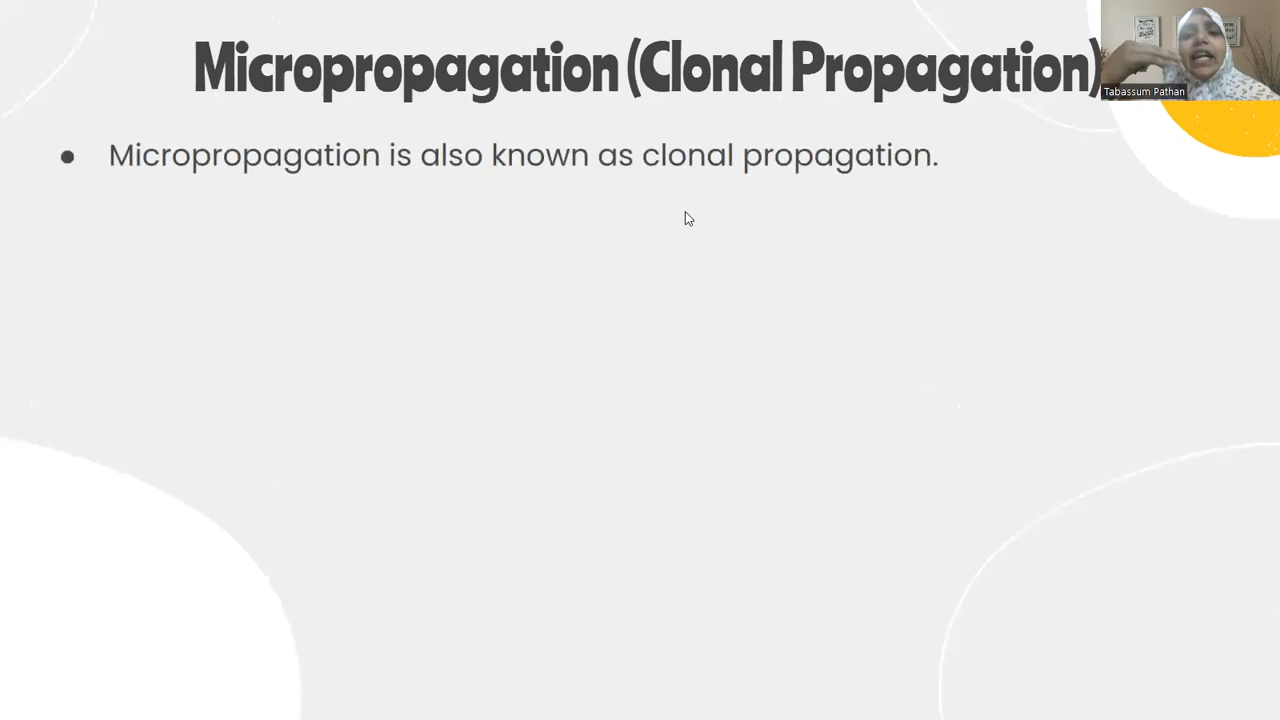 Micropropagation (Clonal Propagation)
Tabassum Pathan
● Micropropagation is also known as clonal propagation.